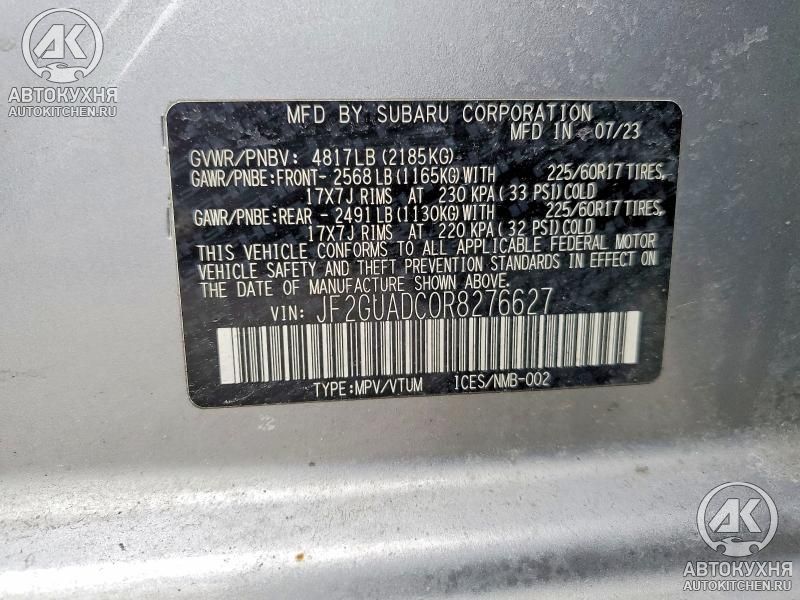 AK
АВТОКУХНЯ
AUTOKITCHEN.RU
MFD BY SUBARU CORPORATION
MFD IN 07/23
GVWR/PNBV: 4817LB (2185KG)
GAWR/PNBE:FRONT- 2568LB (1165KG)WITH 225/60R17 TIRES,
17X7J RIMS AT 230 KPA (33 PSI) COLD
GAWR/PNBE:REAR - 2491LB (1130KG) WITH 225/60R17 TIRES,
17X7J RIMS AT 220 KPA (32 PSI) COLD
THIS VEHICLE CONFORMS TO ALL APPLICABLE FEDERAL MOTOR
VEHICLE SAFETY AND THEFT PREVENTION STANDARDS IN EFFECT ON
THE DATE OF MANUFACTURE SHOWN ABOVE.
VIN: JF2GUADC0R8276627
TYPE:MPV/VTUM ICES/NMB-002
AK
АВТОКУХНЯ
AUTOKITCHEN.RU